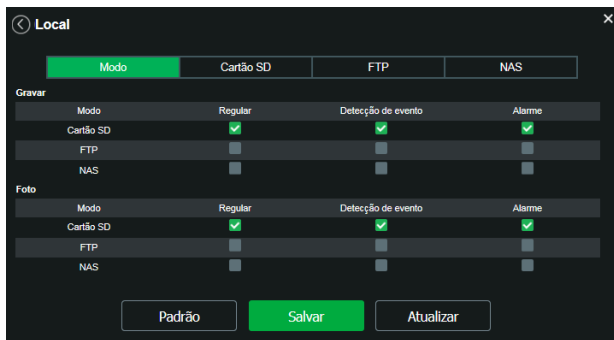 Local
Modo Cartão SD FTP NAS
Gravar
Modo Regular Detecção de evento Alarme
Cartão SD
FTP
NAS
Foto
Modo Regular Detecção de evento Alarme
Cartão SD
FTP
NAS
Padrão Salvar Atualizar